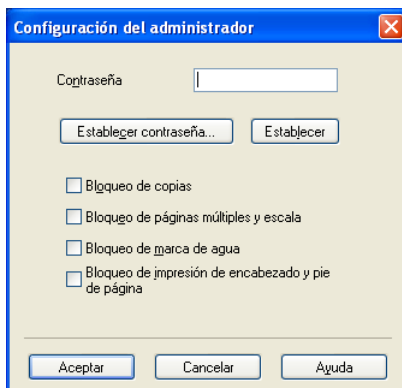 Configuración del administrador
Contraseña
Establecer contraseña...
Establecer
Bloqueo de copias
Bloqueo de páginas múltiples y escala
Bloqueo de marca de agua
Bloqueo de impresión de encabezado y pie
de página
Aceptar
Cancelar
Ayuda